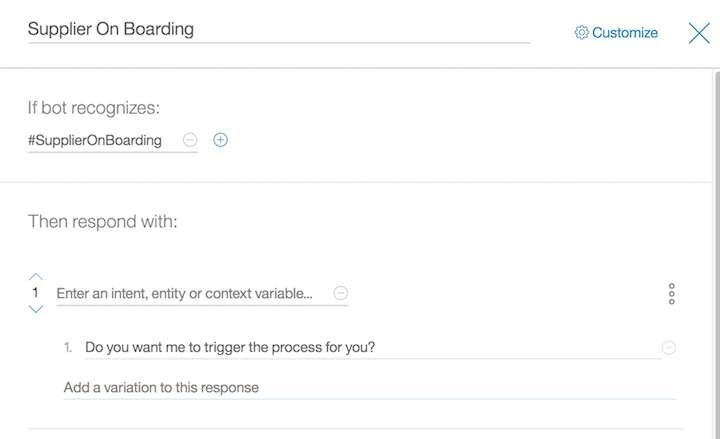 Supplier On Boarding
Customize
If bot recognizes:
#SupplierOnBoarding
Then respond with:
1 Enter an intent, entity or context variable...
1. Do you want me to trigger the process for you?
Add a variation to this response